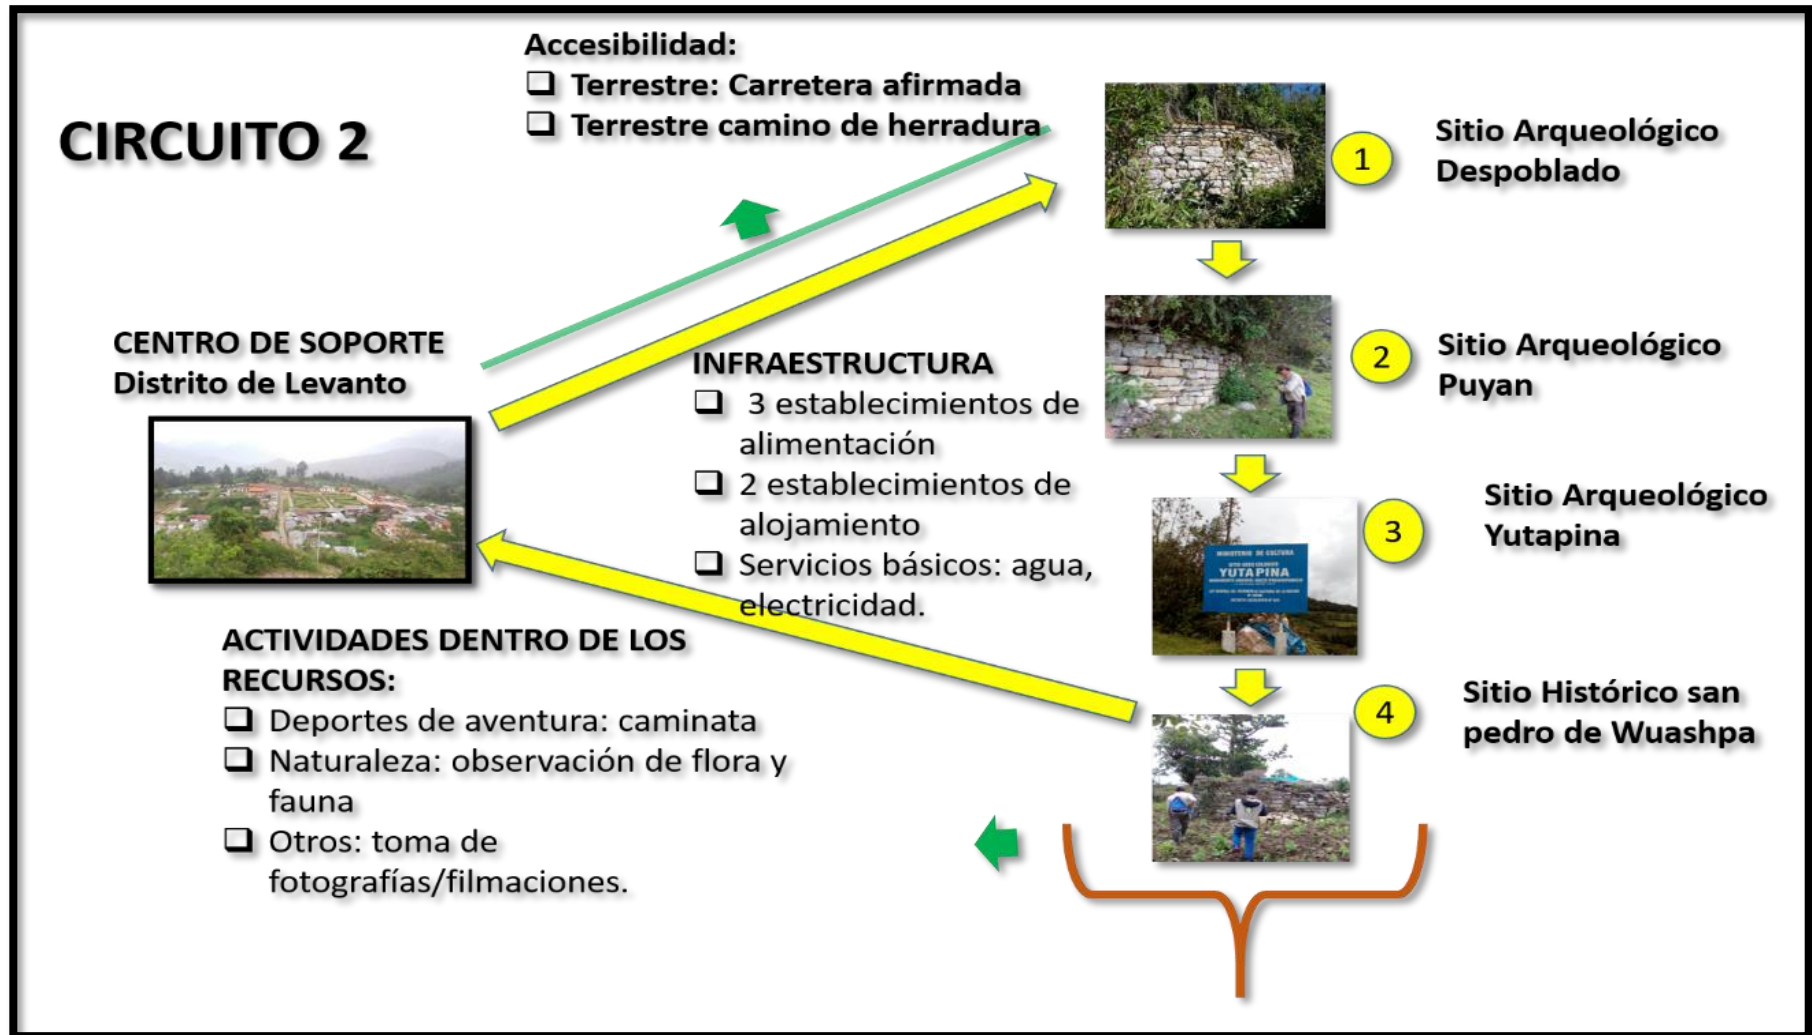 CIRCUITO 2
Accesibilidad:
Terrestre: Carretera afirmada
Terrestre camino de herradura
1
Sitio Arqueológico
Despoblado
2
Sitio Arqueológico
Puyan
3
Sitio Arqueológico
Yutapina
MINISTERIO DE CULTURA
SITIO ARQUEOLOGICO
YUTAPINA
4
Sitio Histórico san
pedro de Wuashpa
CENTRO DE SOPORTE
Distrito de Levanto
INFRAESTRUCTURA
3 establecimientos de
alimentación
2 establecimientos de
alojamiento
Servicios básicos: agua,
electricidad.
ACTIVIDADES DENTRO DE LOS
RECURSOS:
Deportes de aventura: caminata
Naturaleza: observación de flora y
fauna
Otros: toma de
fotografías/filmaciones.